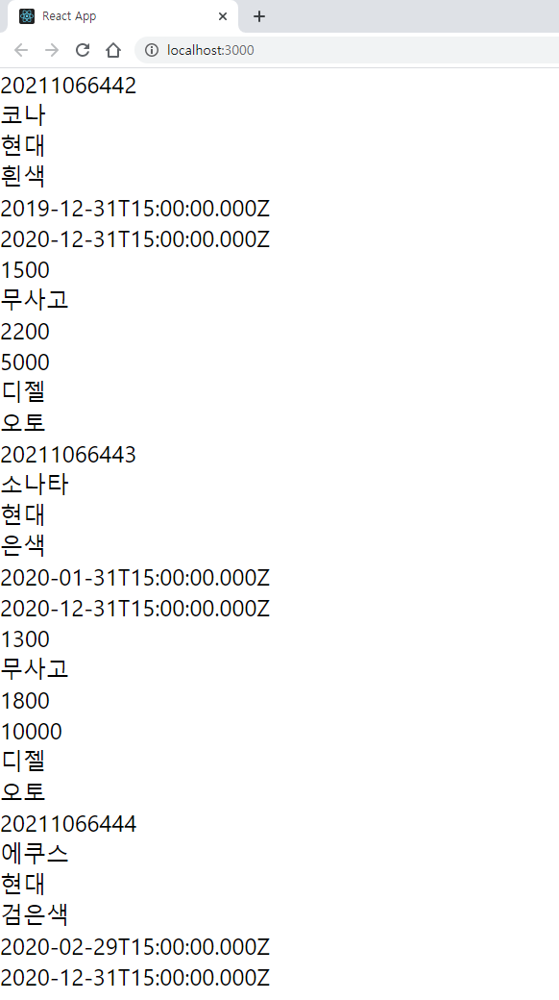 React App
localhost:3000
20211066442
코나
현대
흰색
2019-12-31T15:00:00.000Z
2020-12-31T15:00:00.000Z
1500
무사고
2200
5000
디젤
오토
20211066443
소나타
현대
은색
2020-01-31T15:00:00.000Z
2020-12-31T15:00:00.000Z
1300
무사고
1800
10000
디젤
오토
20211066444
에쿠스
현대
검은색
2020-02-29T15:00:00.000Z
2020-12-31T15:00:00.000Z